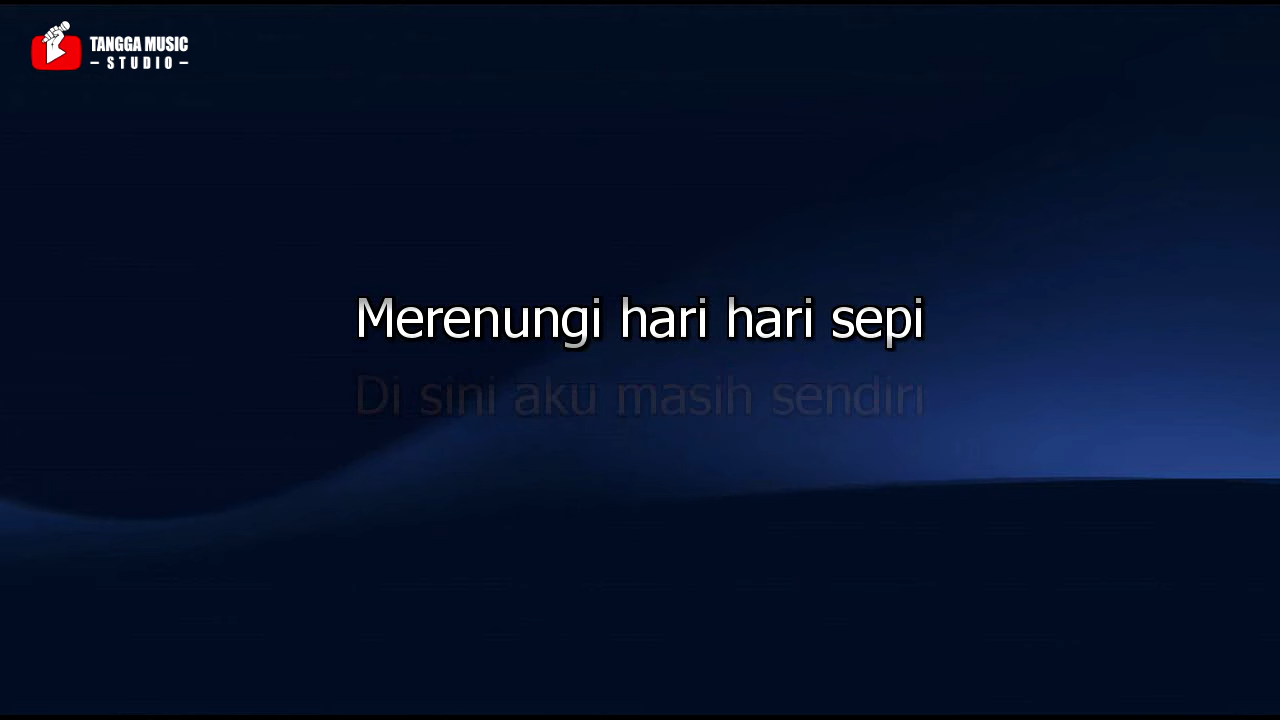 TANGGA MUSIC
– STUDIO –
Merenungi hari hari sepi
Di sini aku masih sendiri